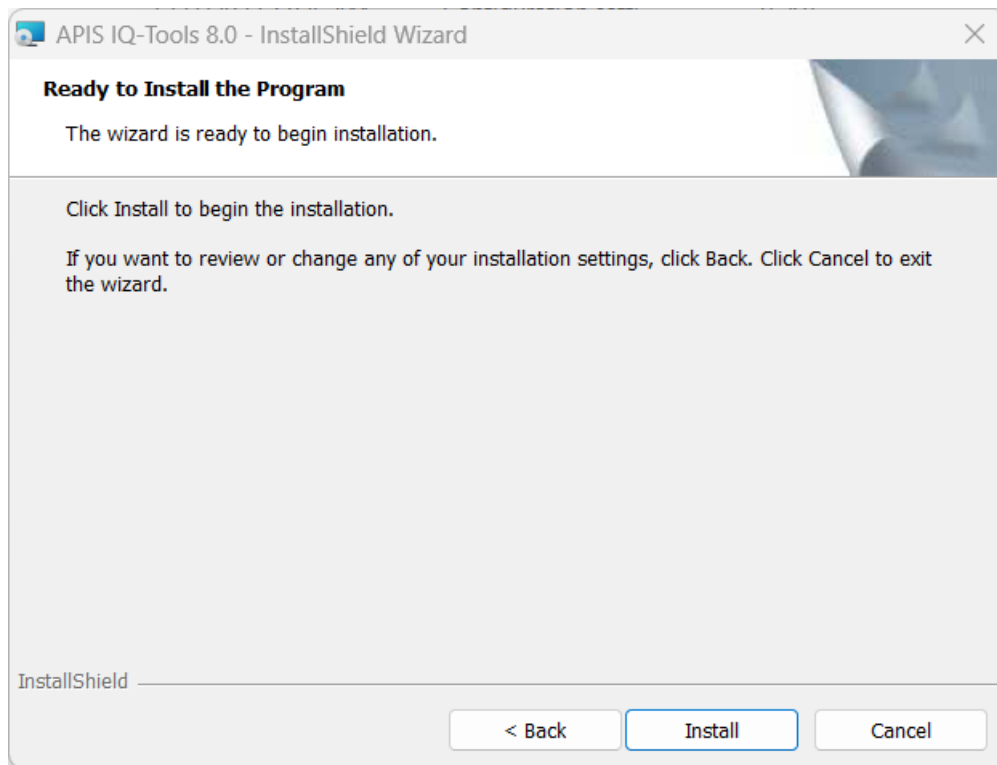 APIS IQ-Tools 8.0 - InstallShield Wizard
Ready to Install the Program
The wizard is ready to begin installation.
Click Install to begin the installation.
If you want to review or change any of your installation settings, click Back. Click Cancel to exit
the wizard.
InstallShield
< Back
Install
Cancel